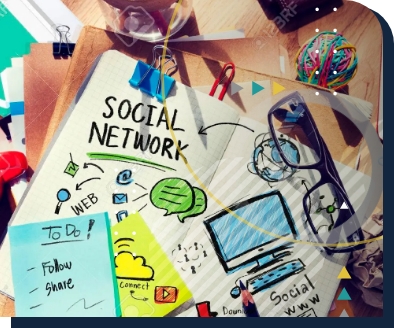 SOCIAL
NETWORK
WEB
@
To Do!
- Follow
- Share
Connect
Social
www